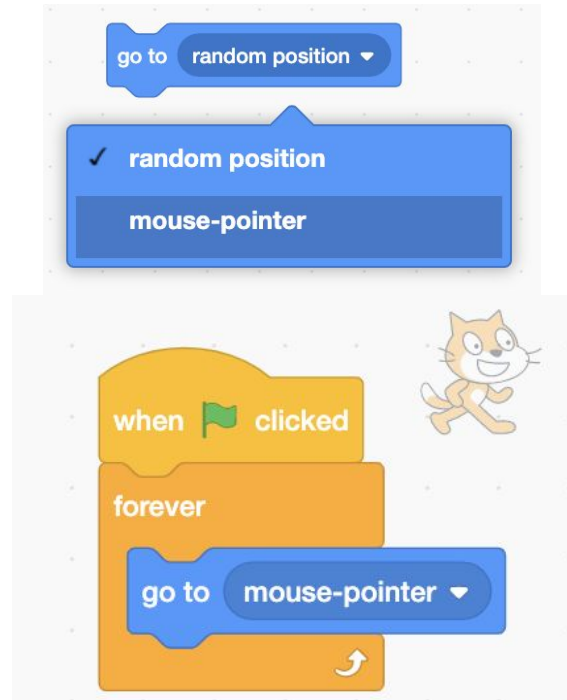 go to random position
✓ random position
mouse-pointer
when clicked
forever
go to mouse-pointer